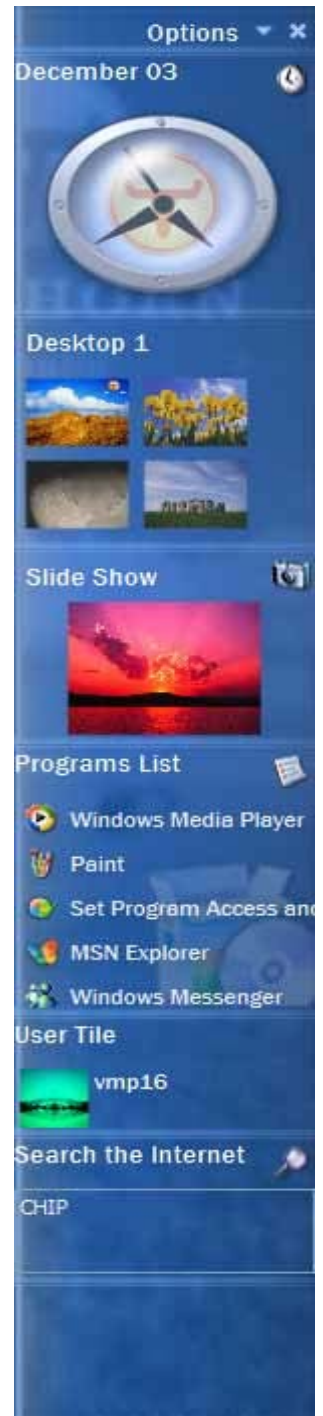 Options
December 03
Desktop 1
Slide Show
Programs List
Windows Media Player
Paint
Set Program Access and
MSN Explorer
Windows Messenger
User Tile
vmp16
Search the Internet
CHIP